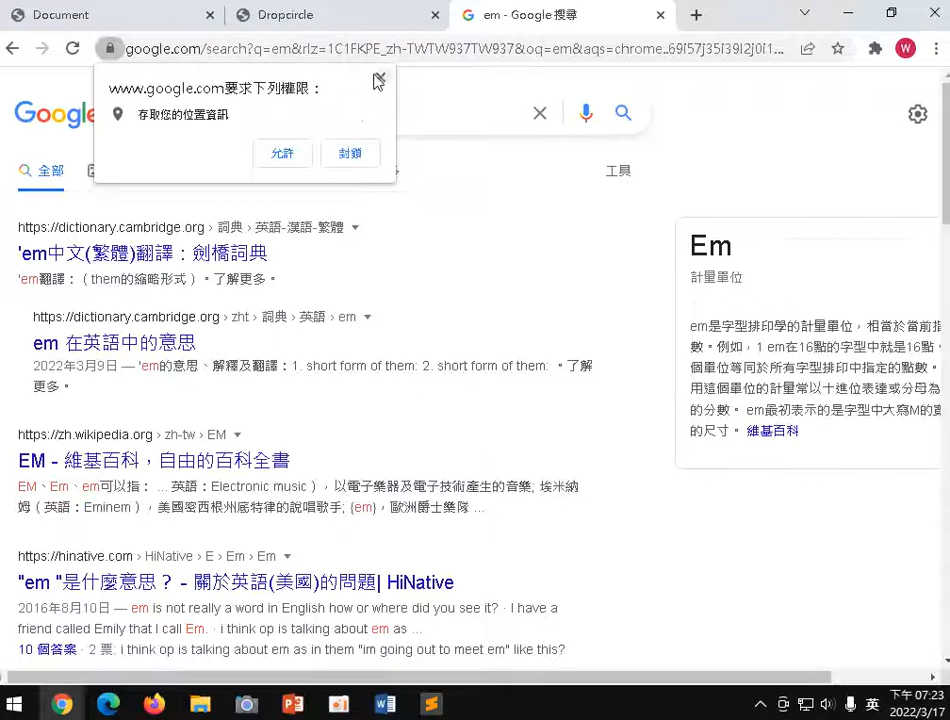 Document
Dropcircle
em - Google 搜尋
google.com/search?q=em&rlz=1C1FKPE_zh-TWTW937TW937&oq=em&aqs=chrome..69i57j35i39l2j0i1...
W
www.google.com要求下列權限：
存取您的位置資訊
允許
封鎖
全部
工具
https://dictionary.cambridge.org › 詞典 › 英語-漢語-繁體
'em中文(繁體)翻譯：劍橋詞典
'em翻譯：（them的縮略形式）。了解更多。
https://dictionary.cambridge.org › zht › 詞典 › 英語 › em
em 在英語中的意思
2022年3月9日 — 'em的意思、解釋及翻譯：1. short form of them: 2. short form of them: 。了解
更多。
https://zh.wikipedia.org › zh-tw › EM
EM - 維基百科，自由的百科全書
EM、Em、em可以指： ... 英語：Electronic music），以電子樂器及電子技術產生的音樂; 埃米納
姆（英語：Eminem），美國密西根州底特律的說唱歌手; {em}，歐洲爵士樂隊 ...
https://hinative.com › HiNative › E › Em › Em
"em "是什麼意思？ - 關於英語(美國)的問題| HiNative
2016年8月10日 — em is not really a word in English how or where did you see it? · I have a
friend called Emily that I call Em. · i think op is talking about em as ...
10 個答案 · 2 票: i think op is talking about em as in them "im going out to meet em" like this?
Em
計量單位
em是字型排印學的計量單位，相當於當前指
數。例如，1 em在16點的字型中就是16點。
個單位等同於所有字型排印中指定的點數。
用這個單位的計量常以十進位表達或分母為
的分數。 em最初表示的是字型中大寫M的寬
的尺寸。 維基百科
英
下午 07:23
2022/3/17